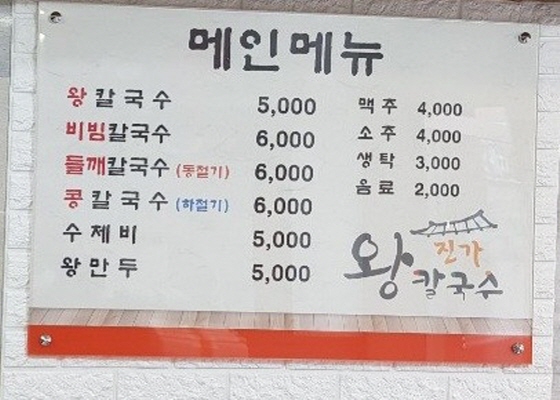 메인메뉴
왕칼국수 5,000
비빔칼국수 6,000
들깨칼국수 (동절기) 6,000
콩칼국수 (하절기) 6,000
수제비 5,000
왕만두 5,000
맥주 4,000
소주 4,000
생탁 3,000
음료 2,000
진가
왕칼국수